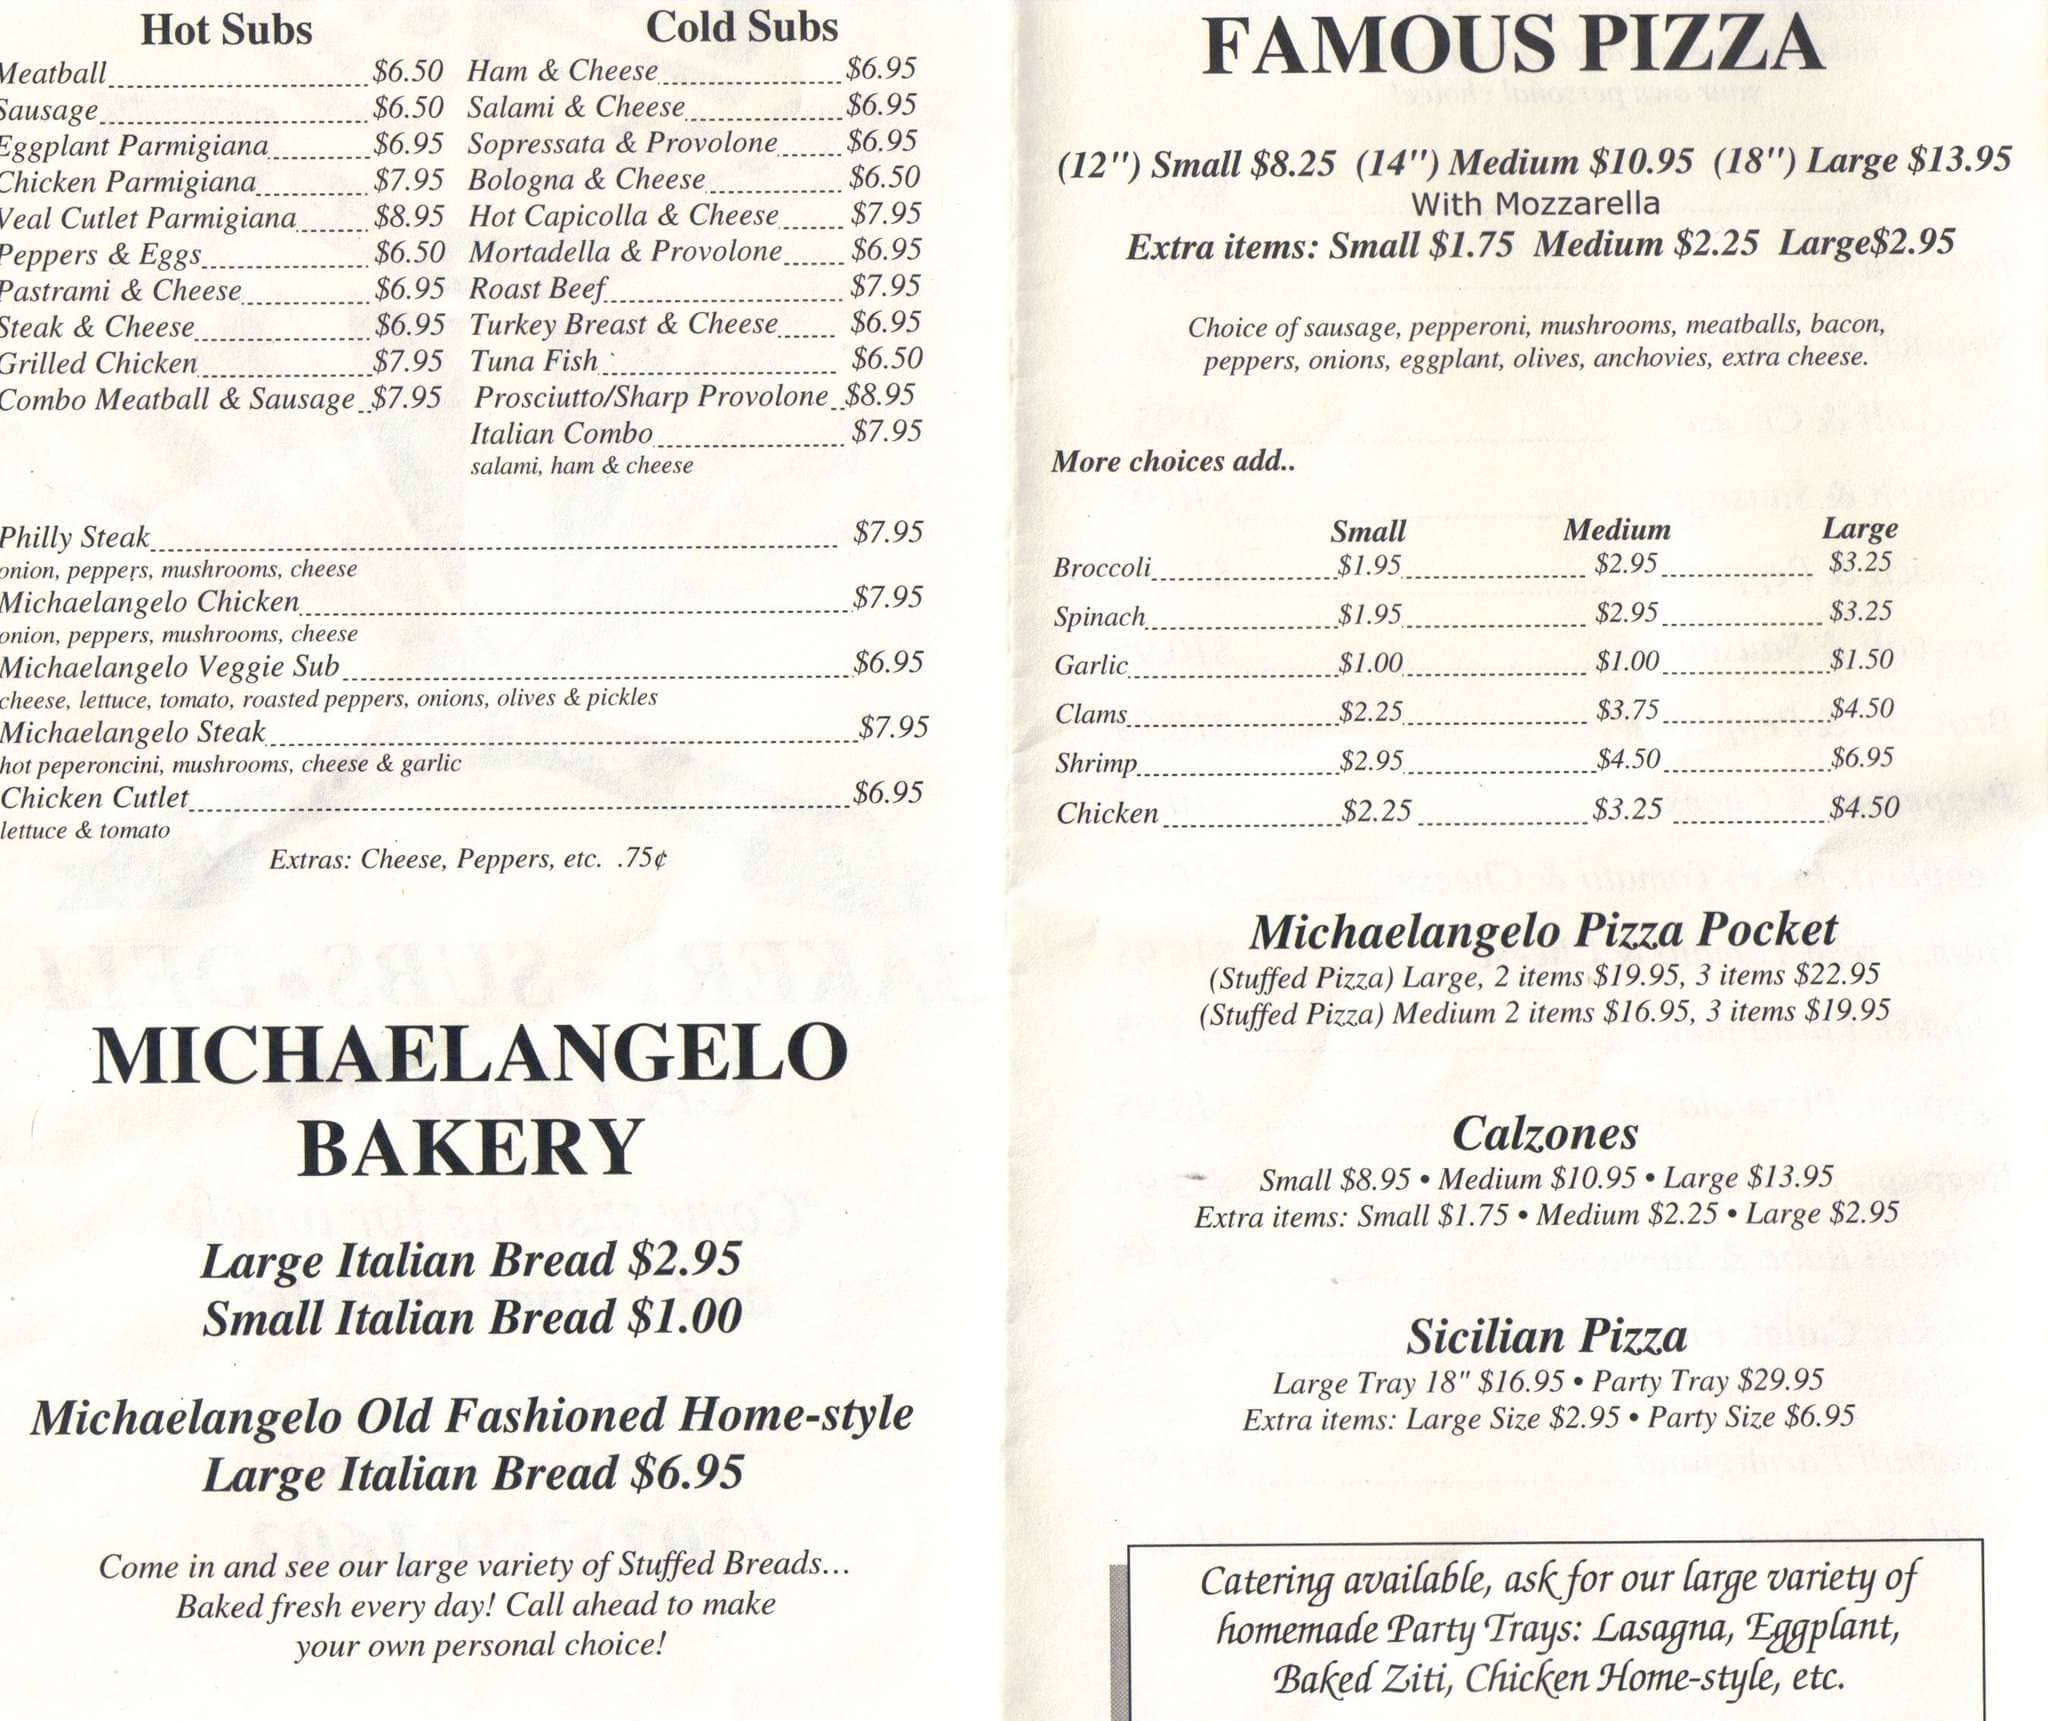 Hot Subs
Meatball $6.50
Sausage $6.50
Eggplant Parmigiana $6.95
Chicken Parmigiana $7.95
Veal Cutlet Parmigiana $8.95
Peppers & Eggs $6.50
Pastrami & Cheese $6.95
Steak & Cheese $6.95
Grilled Chicken $7.95
Combo Meatball & Sausage $7.95
Cold Subs
Ham & Cheese $6.95
Salami & Cheese $6.95
Sopressata & Provolone $6.95
Bologna & Cheese $6.50
Hot Capicolla & Cheese $7.95
Mortadella & Provolone $6.95
Roast Beef $7.95
Turkey Breast & Cheese $6.95
Tuna Fish $6.50
Prosciutto/Sharp Provolone $8.95
Italian Combo $7.95
salami, ham & cheese
Philly Steak $7.95
onion, peppers, mushrooms, cheese
Michaelangelo Chicken $7.95
onion, peppers, mushrooms, cheese
Michaelangelo Veggie Sub $6.95
cheese, lettuce, tomato, roasted peppers, onions, olives & pickles
Michaelangelo Steak $7.95
hot peperoncini, mushrooms, cheese & garlic
Chicken Cutlet $6.95
lettuce & tomato
Extras: Cheese, Peppers, etc. .75¢
MICHAELANGELO
BAKERY
Large Italian Bread $2.95
Small Italian Bread $1.00
Michaelangelo Old Fashioned Home-style
Large Italian Bread $6.95
Come in and see our large variety of Stuffed Breads...
Baked fresh every day! Call ahead to make
your own personal choice!
FAMOUS PIZZA
(12") Small $8.25 (14") Medium $10.95 (18") Large $13.95
With Mozzarella
Extra items: Small $1.75 Medium $2.25 Large$2.95
Choice of sausage, pepperoni, mushrooms, meatballs, bacon,
peppers, onions, eggplant, olives, anchovies, extra cheese.
More choices add..
Small Medium Large
Broccoli $1.95 $2.95 $3.25
Spinach $1.95 $2.95 $3.25
Garlic $1.00 $1.00 $1.50
Clams $2.25 $3.75 $4.50
Shrimp $2.95 $4.50 $6.95
Chicken $2.25 $3.25 $4.50
Michaelangelo Pizza Pocket
(Stuffed Pizza) Large, 2 items $19.95, 3 items $22.95
(Stuffed Pizza) Medium 2 items $16.95, 3 items $19.95
Calzones
Small $8.95 • Medium $10.95 • Large $13.95
Extra items: Small $1.75 • Medium $2.25 • Large $2.95
Sicilian Pizza
Large Tray 18" $16.95 • Party Tray $29.95
Extra items: Large Size $2.95 • Party Size $6.95
Catering available, ask for our large variety of
homemade Party Trays: Lasagna, Eggplant,
Baked Ziti, Chicken Home-style, etc.